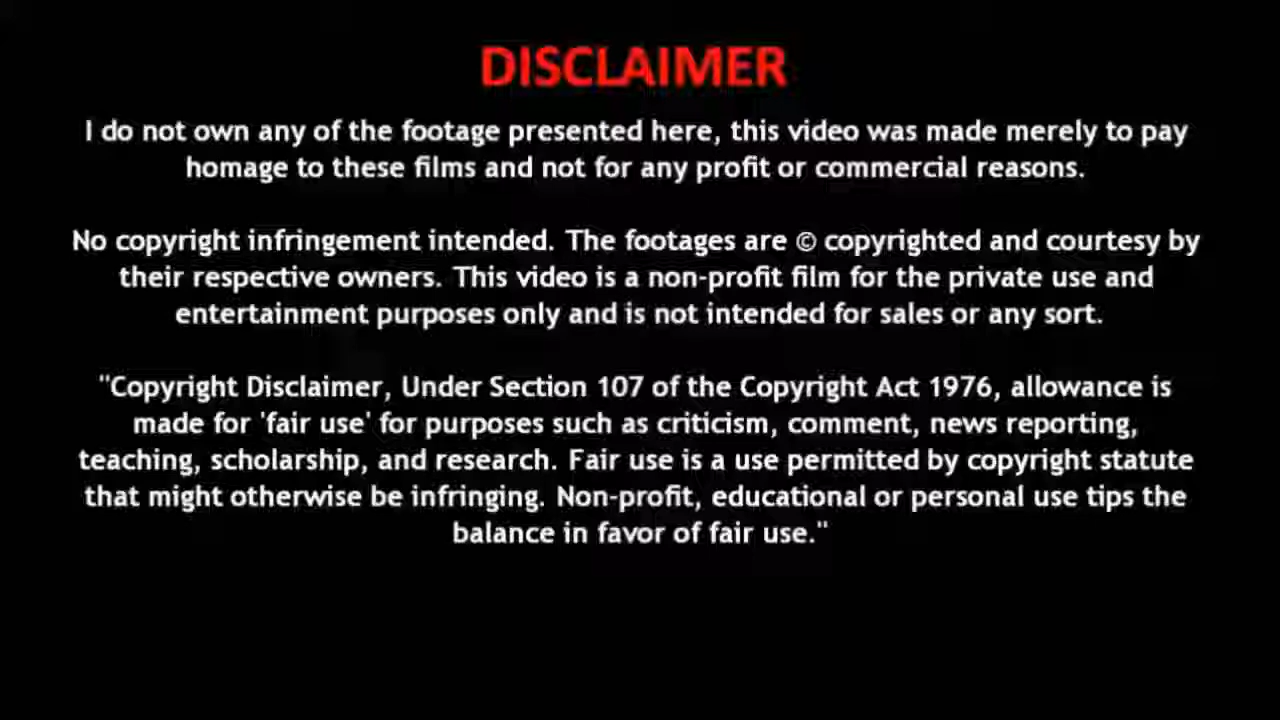 DISCLAIMER
I do not own any of the footage presented here, this video was made merely to pay
homage to these films and not for any profit or commercial reasons.
No copyright infringement intended. The footages are © copyrighted and courtesy by
their respective owners. This video is a non-profit film for the private use and
entertainment purposes only and is not intended for sales or any sort.
"Copyright Disclaimer, Under Section 107 of the Copyright Act 1976, allowance is
made for 'fair use' for purposes such as criticism, comment, news reporting,
teaching, scholarship, and research. Fair use is a use permitted by copyright statute
that might otherwise be infringing. Non-profit, educational or personal use tips the
balance in favor of fair use."